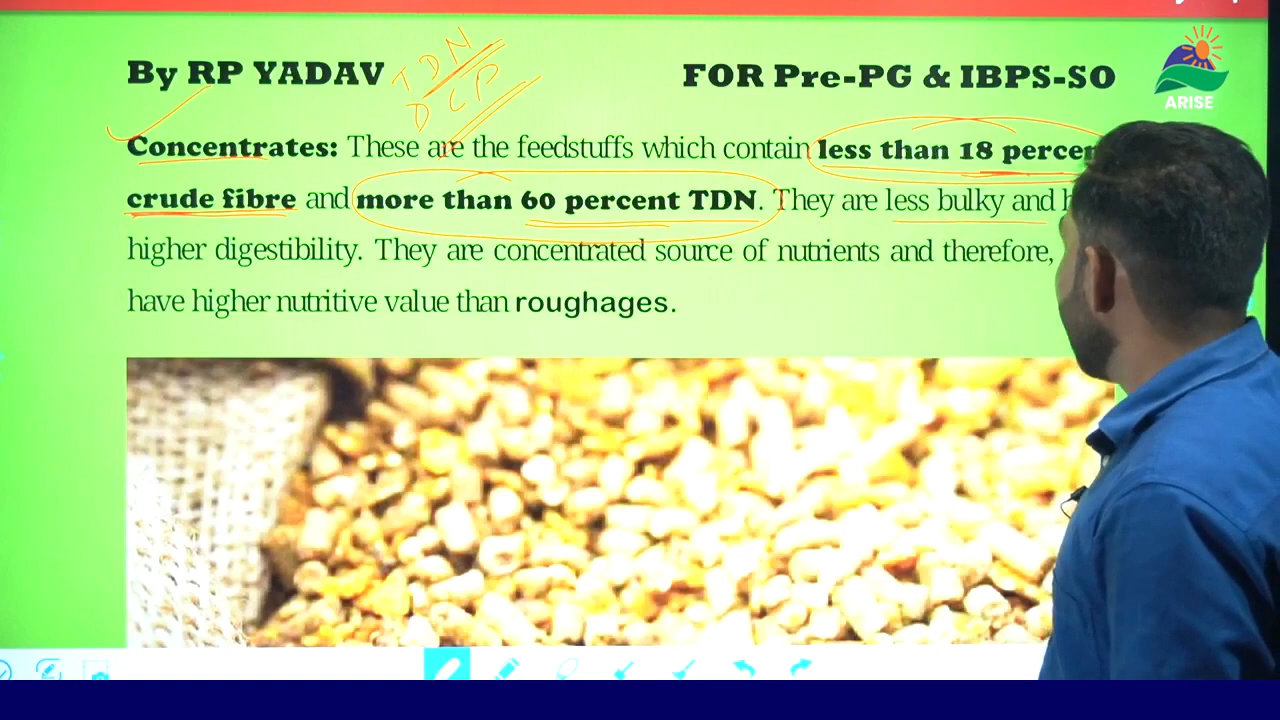 By RP YADAV
TDN
DCP
FOR Pre-PG & IBPS-SO
ARISE
Concentrates: These are the feedstuffs which contain less than 18
crude fibre and more than 60 percent TDN. They are less bulky and
higher digestibility. They are concentrated source of nutrients and therefore,
have higher nutritive value than roughages.